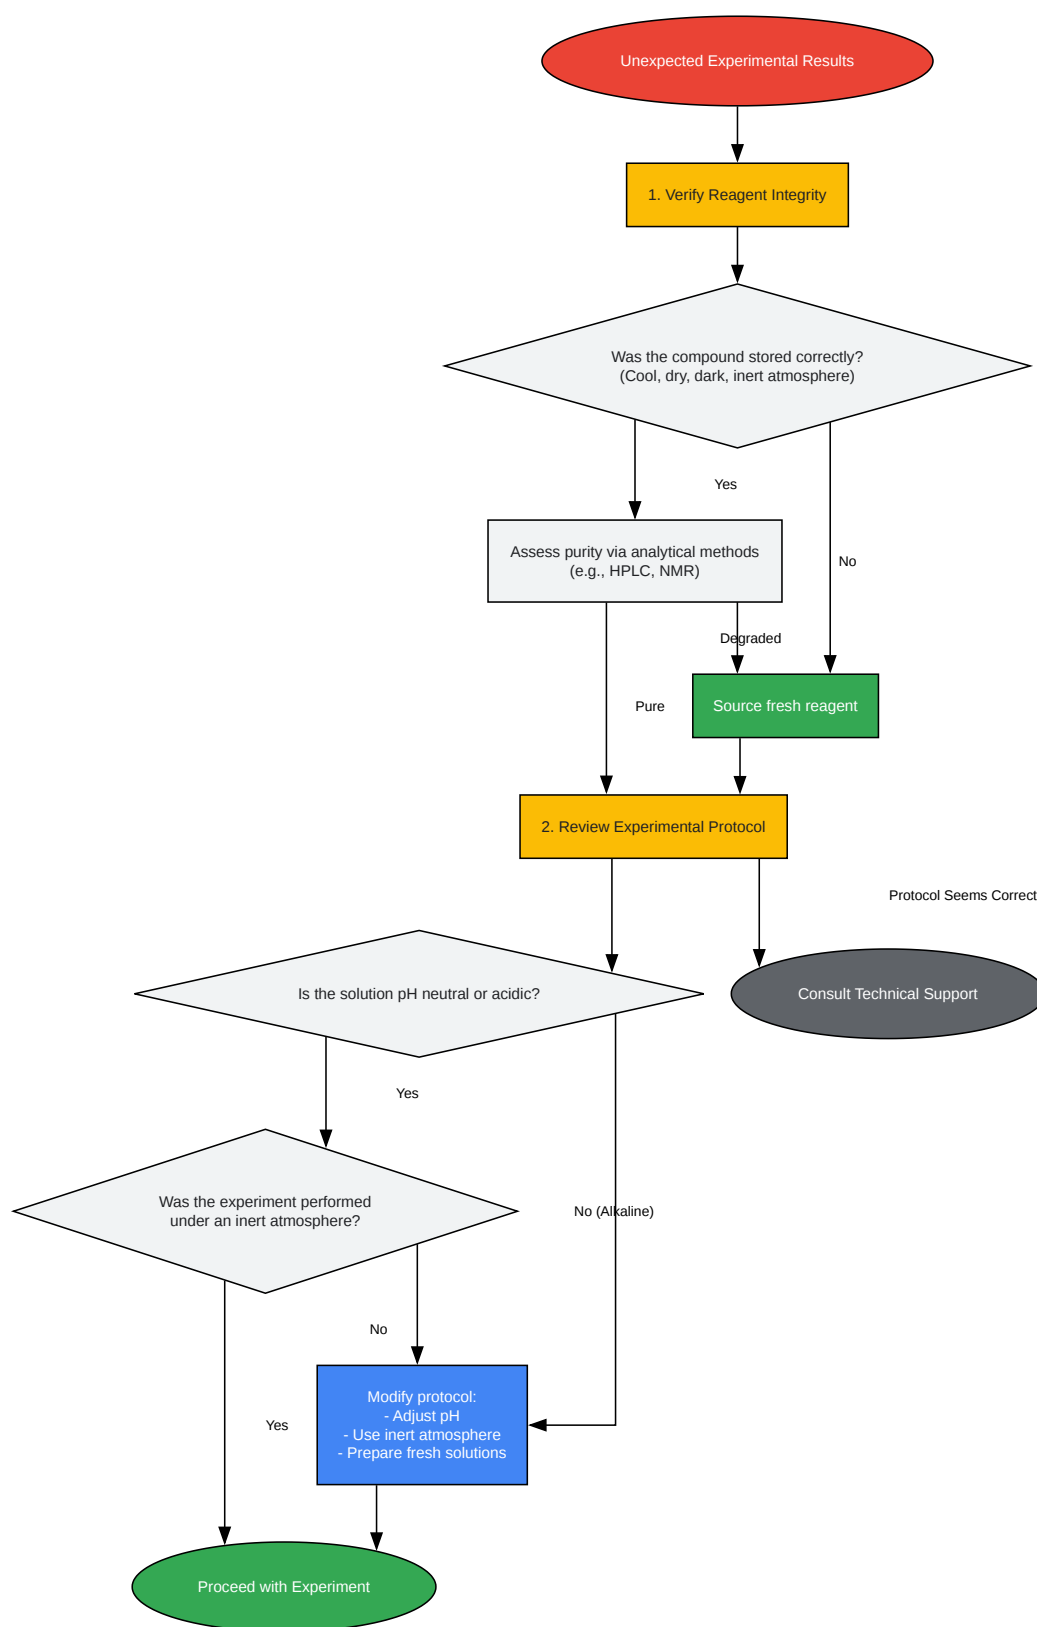 Unexpected Experimental Results
1. Verify Reagent Integrity
Was the compound stored correctly?
(Cool, dry, dark, inert atmosphere)
Yes
Assess purity via analytical methods
(e.g., HPLC, NMR)
No
Degraded
Pure
Source fresh reagent
2. Review Experimental Protocol
Protocol Seems Correct
Is the solution pH neutral or acidic?
Consult Technical Support
Yes
Was the experiment performed
under an inert atmosphere?
No (Alkaline)
No
Modify protocol:
- Adjust pH
- Use inert atmosphere
- Prepare fresh solutions
Yes
Proceed with Experiment